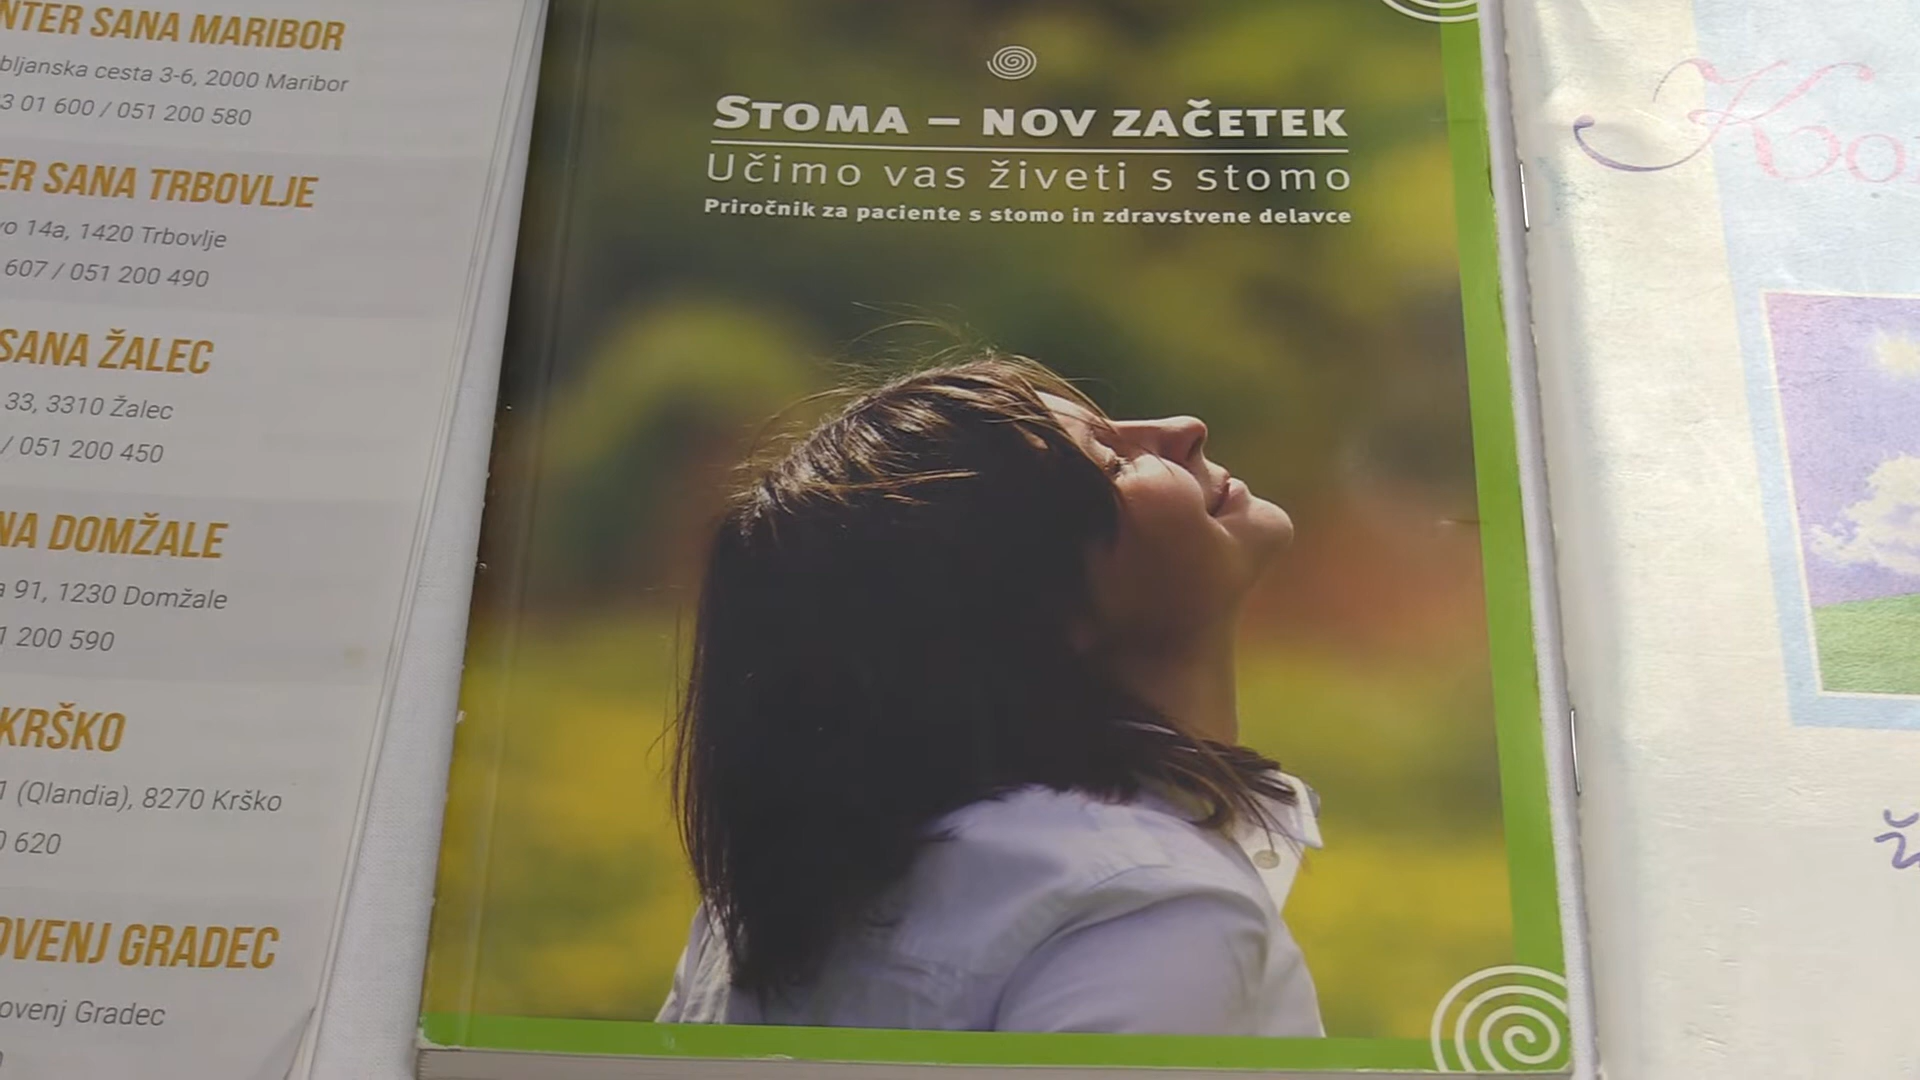 NTER SANA MARIBOR
bljanska cesta 3-6, 2000 Maribor
3 01 600 / 051 200 580
ER SANA TRBOVLJE
vo 14a, 1420 Trbovlje
607 / 051 200 490
SANA ŽALEC
33, 3310 Žalec
/ 051 200 450
NA DOMŽALE
a 91, 1230 Domžale
1 200 590
KRŠKO
1 (Qlandia), 8270 Krško
0 620
OVENJ GRADEC
ovenj Gradec
STOMA – NOV ZAČETEK
Učimo vas živeti s stomo
Priročnik za paciente s stomo in zdravstvene delavce